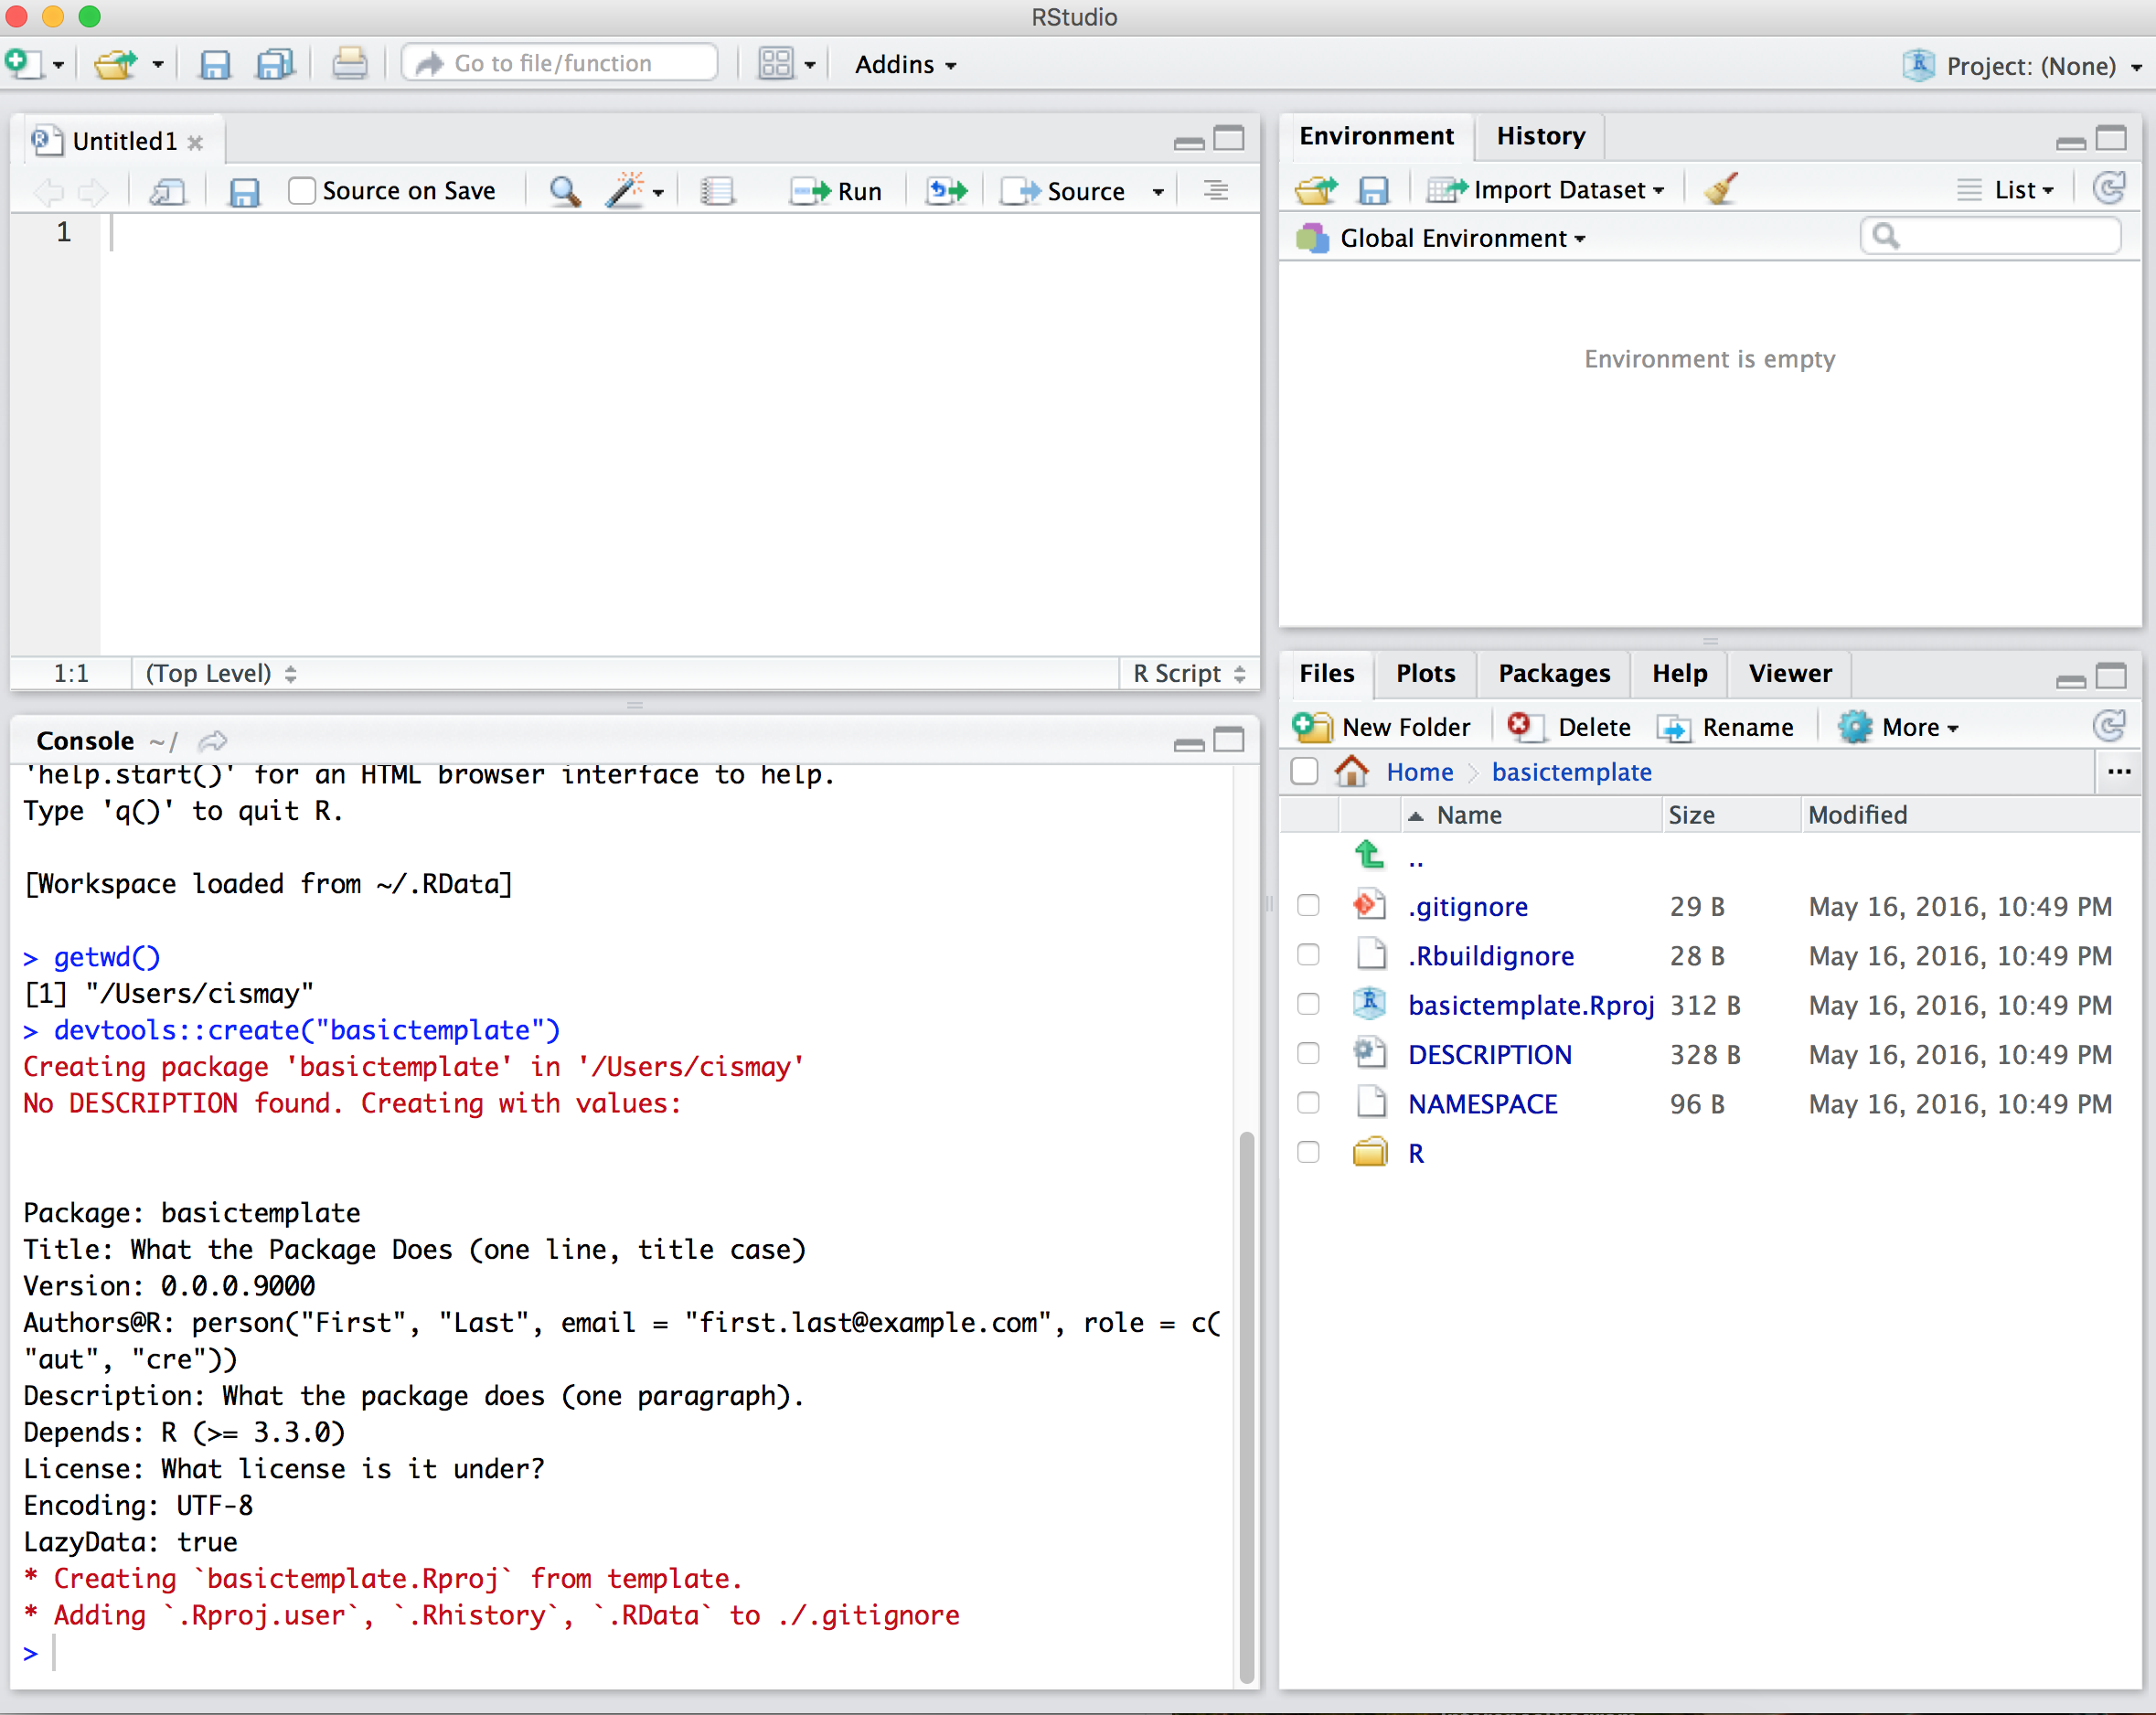 RStudio
Go to file/function
Addins
Project: (None)
Untitled1
Source on Save
Run
Source
1
1:1 (Top Level)
R Script
Console ~/
'help.start()' for an HTML browser interface to help.
Type 'q()' to quit R.
[Workspace loaded from ~/.RData]
> getwd()
[1] "/Users/cismay"
> devtools::create("basictemplate")
Creating package 'basictemplate' in '/Users/cismay'
No DESCRIPTION found. Creating with values:
Package: basictemplate
Title: What the Package Does (one line, title case)
Version: 0.0.0.9000
Authors@R: person("First", "Last", email = "first.last@example.com", role = c(
"aut", "cre"))
Description: What the package does (one paragraph).
Depends: R (>= 3.3.0)
License: What license is it under?
Encoding: UTF-8
LazyData: true
* Creating `basictemplate.Rproj` from template.
* Adding `.Rproj.user`, `.Rhistory`, `.RData` to ./.gitignore
>
Environment History
Import Dataset
List
Global Environment
Environment is empty
Files Plots Packages Help Viewer
New Folder Delete Rename More
Home basictemplate ...
Name Size Modified
..
.gitignore 29 B May 16, 2016, 10:49 PM
.Rbuildignore 28 B May 16, 2016, 10:49 PM
basictemplate.Rproj 312 B May 16, 2016, 10:49 PM
DESCRIPTION 328 B May 16, 2016, 10:49 PM
NAMESPACE 96 B May 16, 2016, 10:49 PM
R